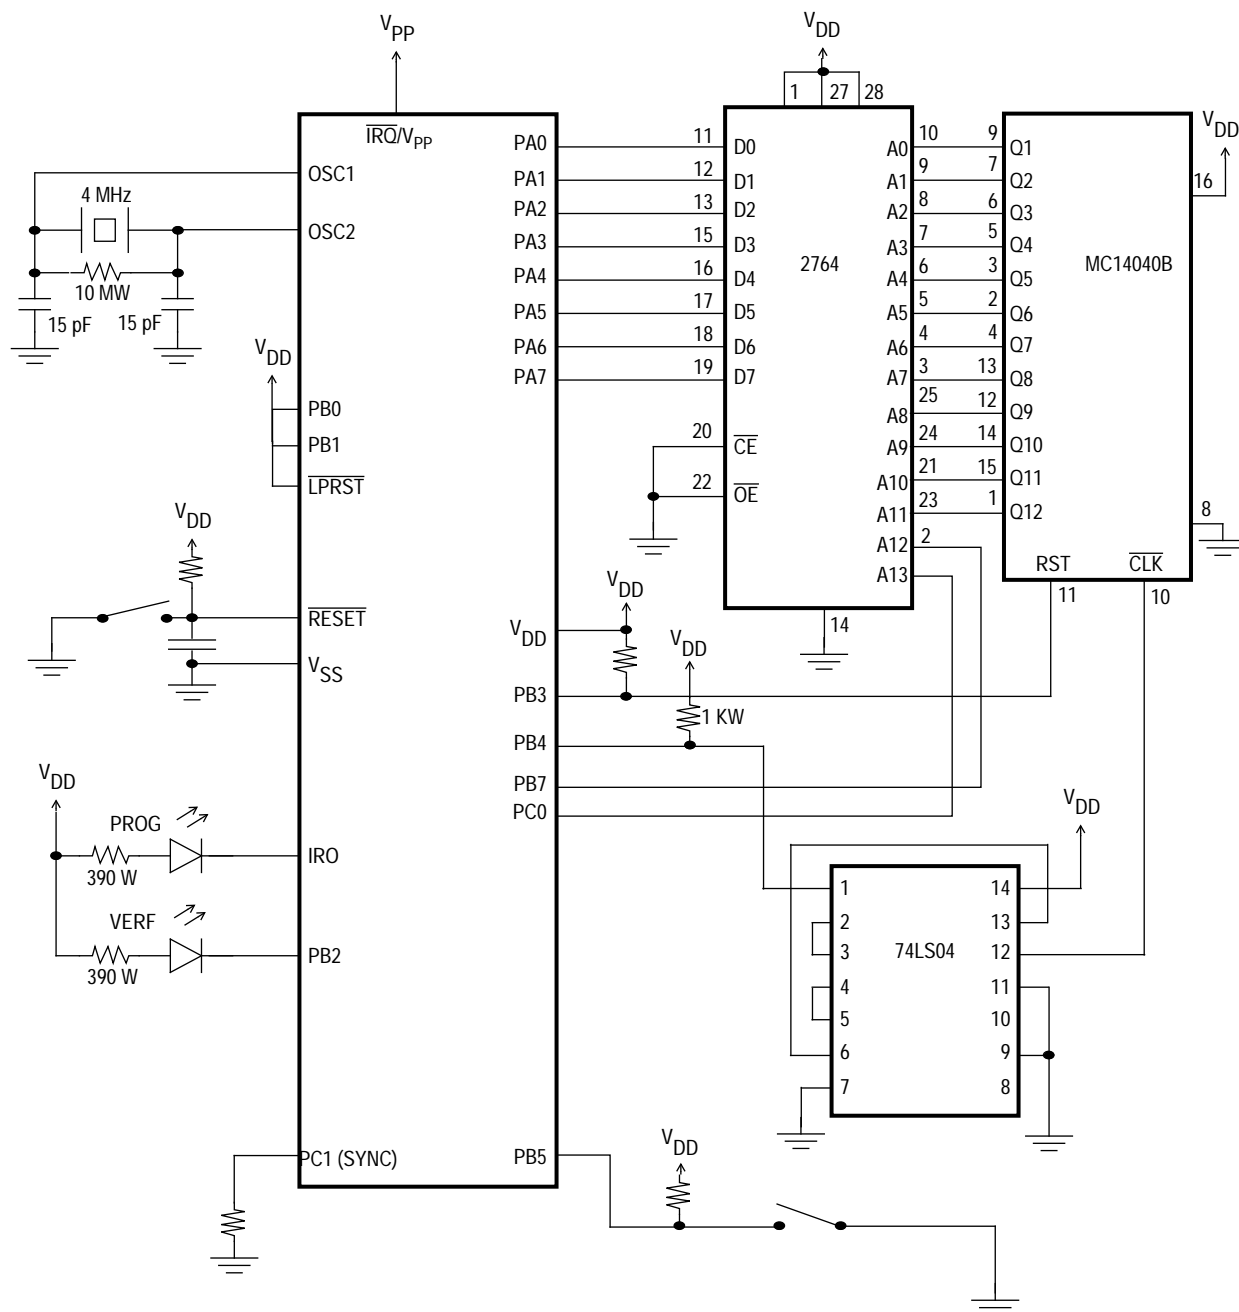 VPP
IRQ/VPP
OSC1
OSC2
4 MHz
10 MW
15 pF
15 pF
VDD
PB0
PB1
LPRST
VDD
RESET
VSS
VDD
PROG
390 W
IRO
VERF
390 W
PB2
PC1 (SYNC)
PA0
PA1
PA2
PA3
PA4
PA5
PA6
PA7
VDD
PB3
PB4
PB7
PC0
PB5
VDD
VDD
1 KW
VDD
VDD
1 27 28
11 D0
12 D1
13 D2
15 D3
16 D4
17 D5
18 D6
19 D7
20 CE
22 OE
2764
14
A0 10 9 Q1
A1 9 7 Q2
A2 8 6 Q3
A3 7 5 Q4
A4 6 3 Q5
A5 5 2 Q6
A6 4 4 Q7
A7 3 13 Q8
A8 25 12 Q9
A9 24 14 Q10
A10 21 15 Q11
A11 23 1 Q12
A12 2
A13
MC14040B
VDD
16
8
RST CLK
11 10
VDD
74LS04
1 14
2 13
3 12
4 11
5 10
6 9
7 8